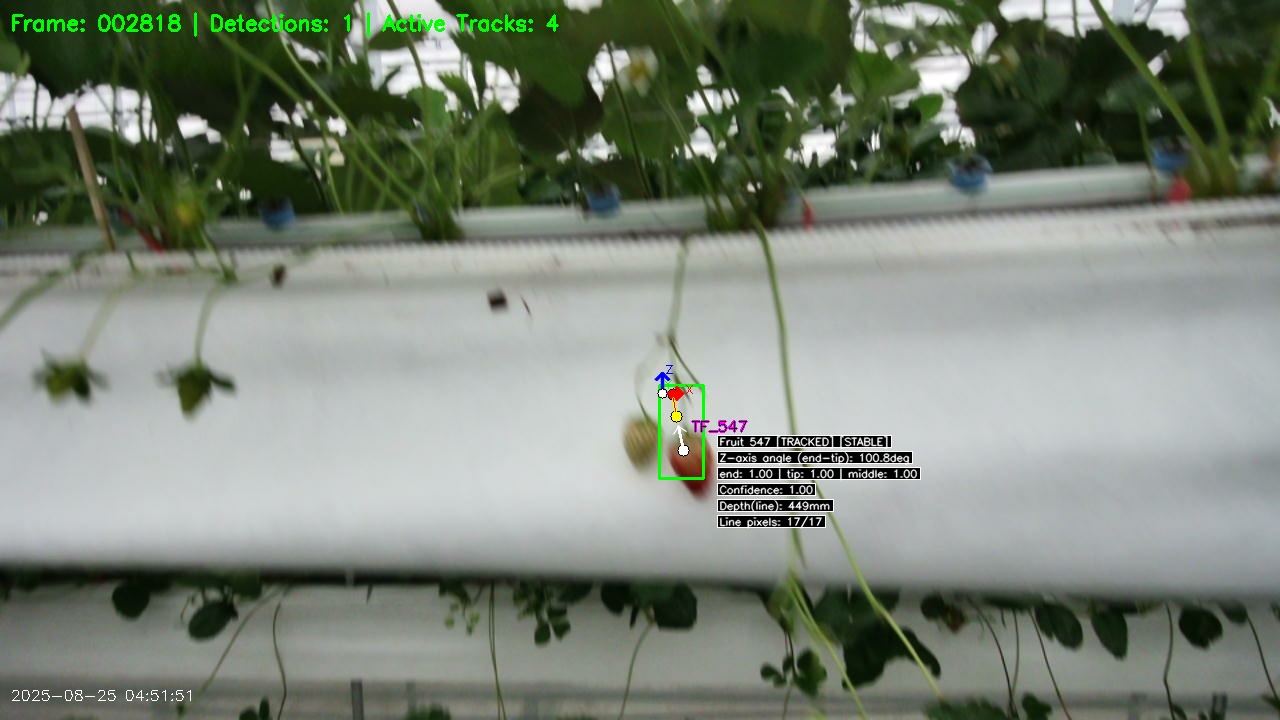 Frame: 002818 | Detections: 1 | Active Tracks: 4
Z
X
TF_547
Fruit 547 [TRACKED] [STABLE]
Z-axis angle (end-tip): 100.8deg
end: 1.00 | tip: 1.00 | middle: 1.00
Confidence: 1.00
Depth(line): 449mm
Line pixels: 17/17
2025-08-25 04:51:51